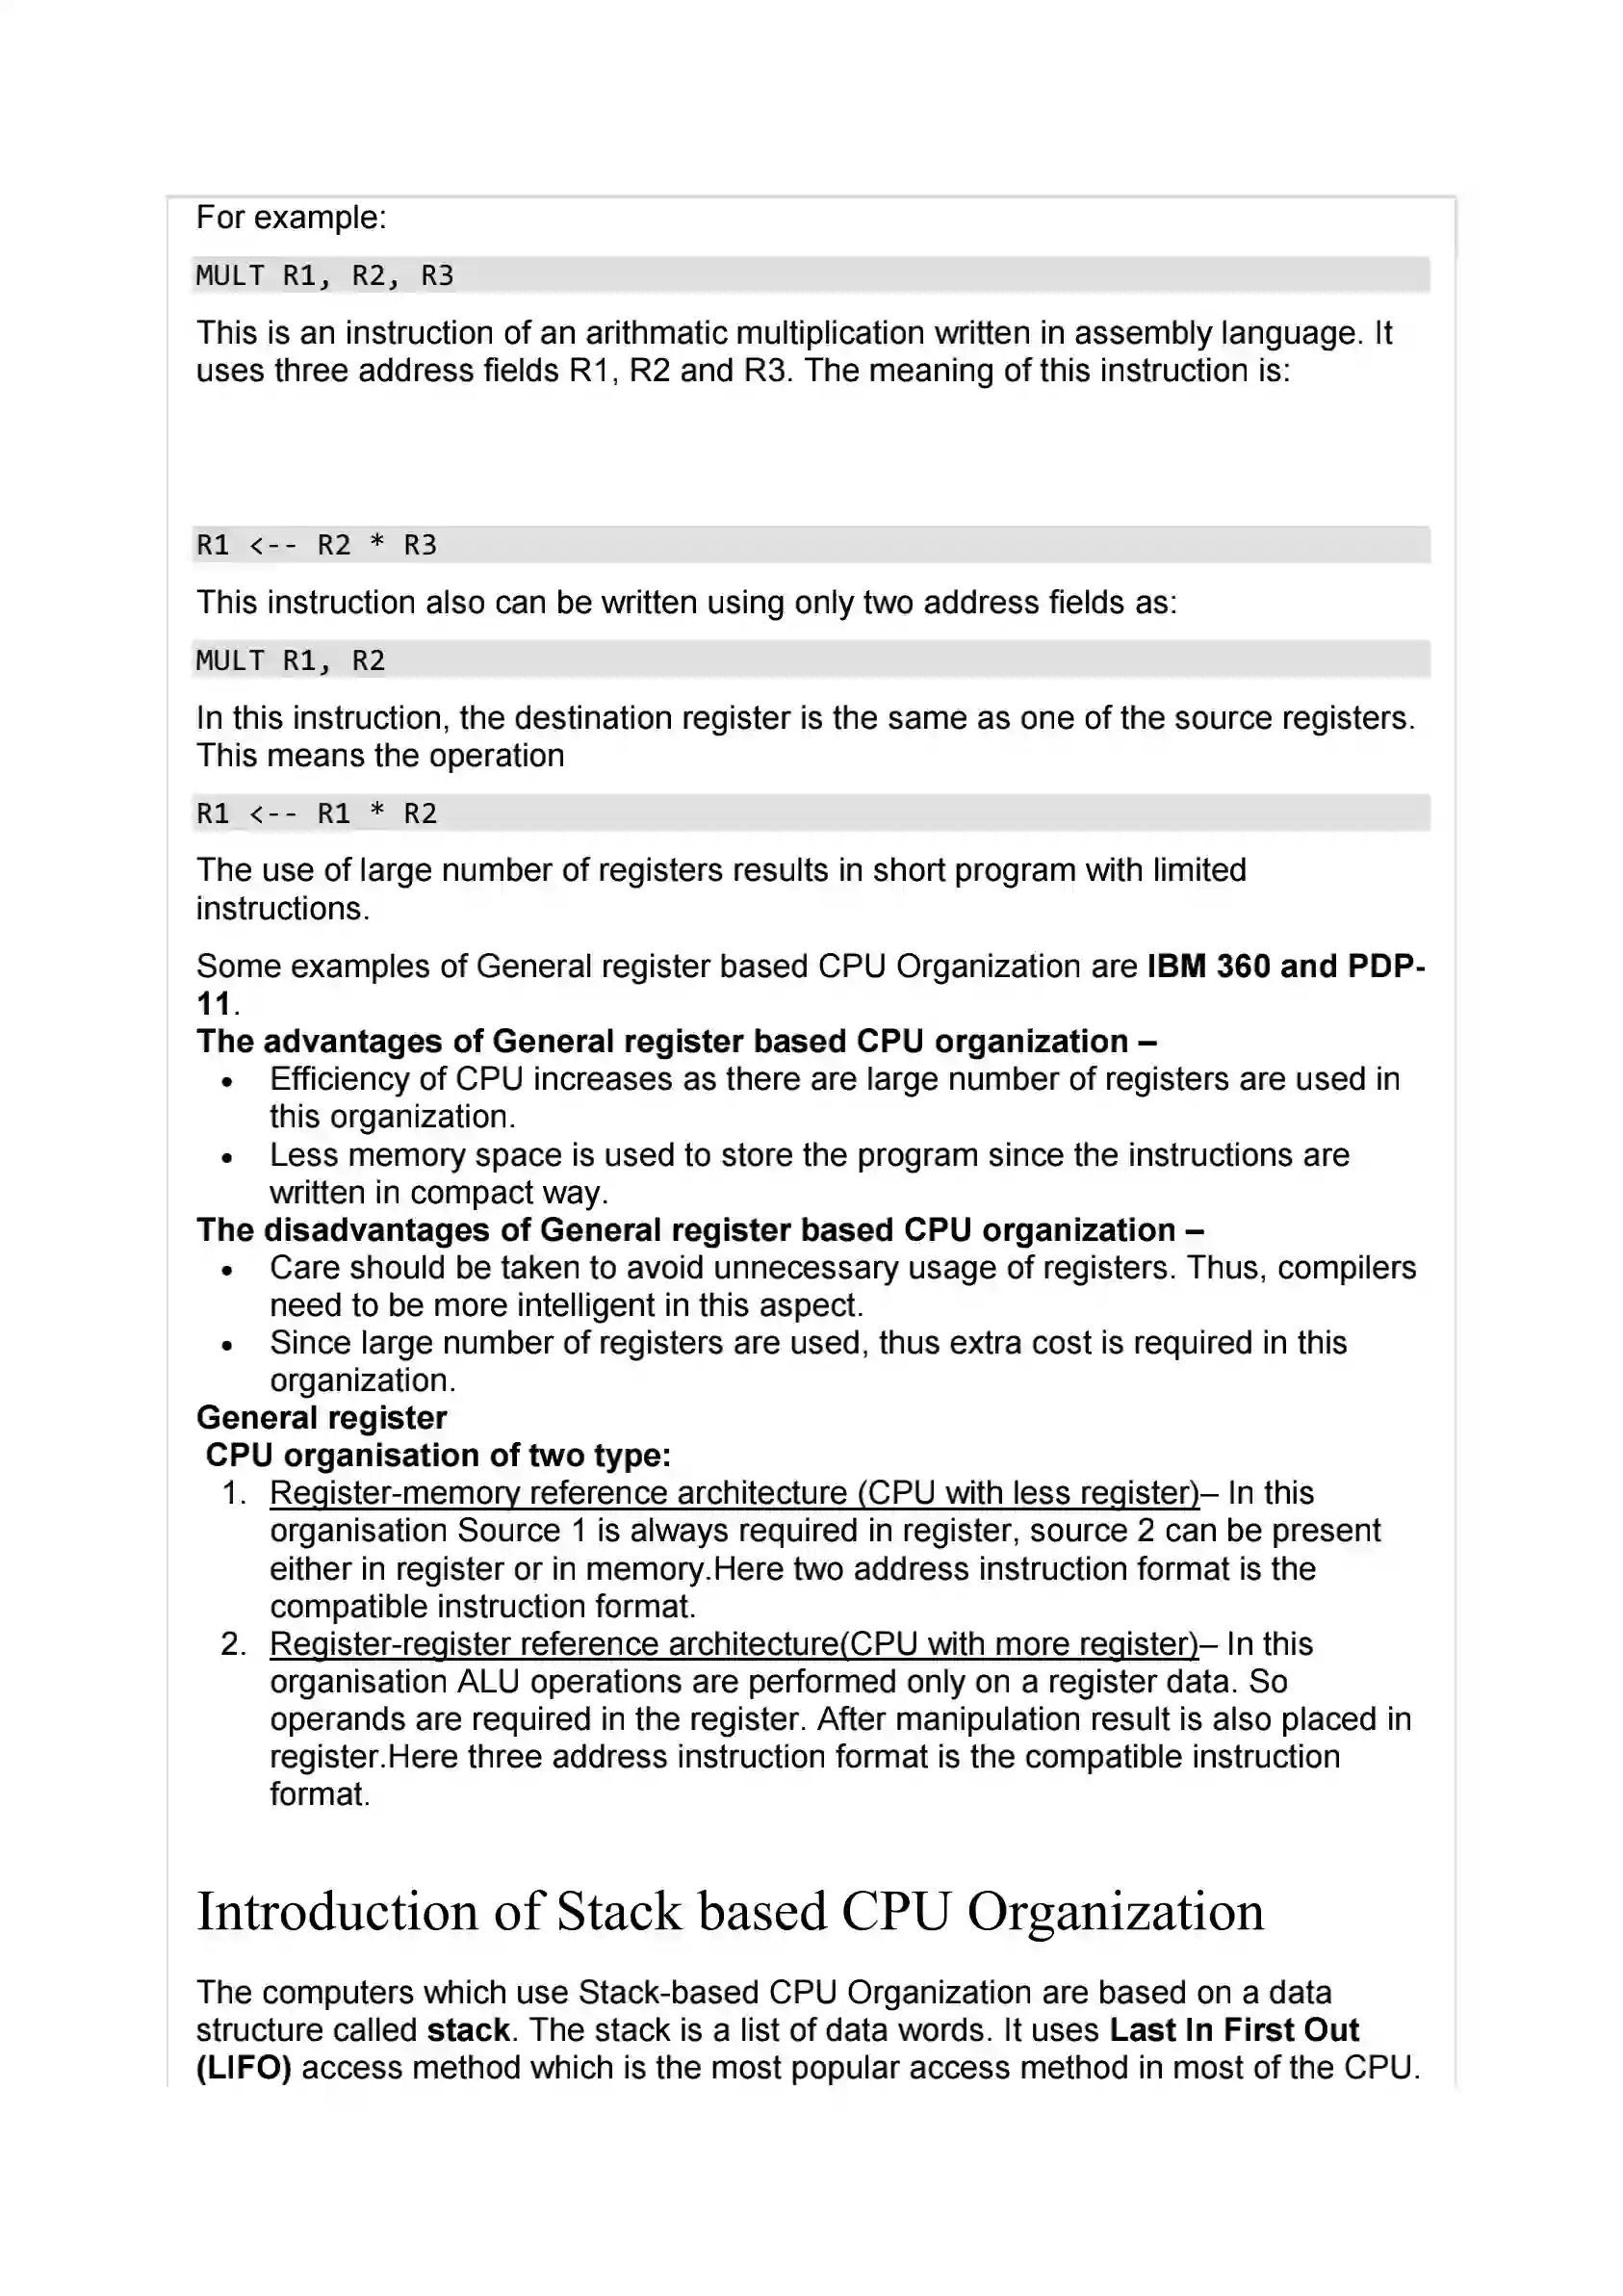 For example:
MULT R1, R2, R3
This is an instruction of an arithmatic multiplication written in assembly language. It
uses three address fields R1, R2 and R3. The meaning of this instruction is:
R1 <-- R2 * R3
This instruction also can be written using only two address fields as:
MULT R1, R2
In this instruction, the destination register is the same as one of the source registers.
This means the operation
R1 <-- R1 * R2
The use of large number of registers results in short program with limited
instructions.
Some examples of General register based CPU Organization are IBM 360 and PDP-
11.
The advantages of General register based CPU organization –
• Efficiency of CPU increases as there are large number of registers are used in
this organization.
• Less memory space is used to store the program since the instructions are
written in compact way.
The disadvantages of General register based CPU organization –
• Care should be taken to avoid unnecessary usage of registers. Thus, compilers
need to be more intelligent in this aspect.
• Since large number of registers are used, thus extra cost is required in this
organization.
General register
CPU organisation of two type:
1. Register-memory reference architecture (CPU with less register)– In this
organisation Source 1 is always required in register, source 2 can be present
either in register or in memory.Here two address instruction format is the
compatible instruction format.
2. Register-register reference architecture(CPU with more register)– In this
organisation ALU operations are performed only on a register data. So
operands are required in the register. After manipulation result is also placed in
register.Here three address instruction format is the compatible instruction
format.
Introduction of Stack based CPU Organization
The computers which use Stack-based CPU Organization are based on a data
structure called stack. The stack is a list of data words. It uses Last In First Out
(LIFO) access method which is the most popular access method in most of the CPU.